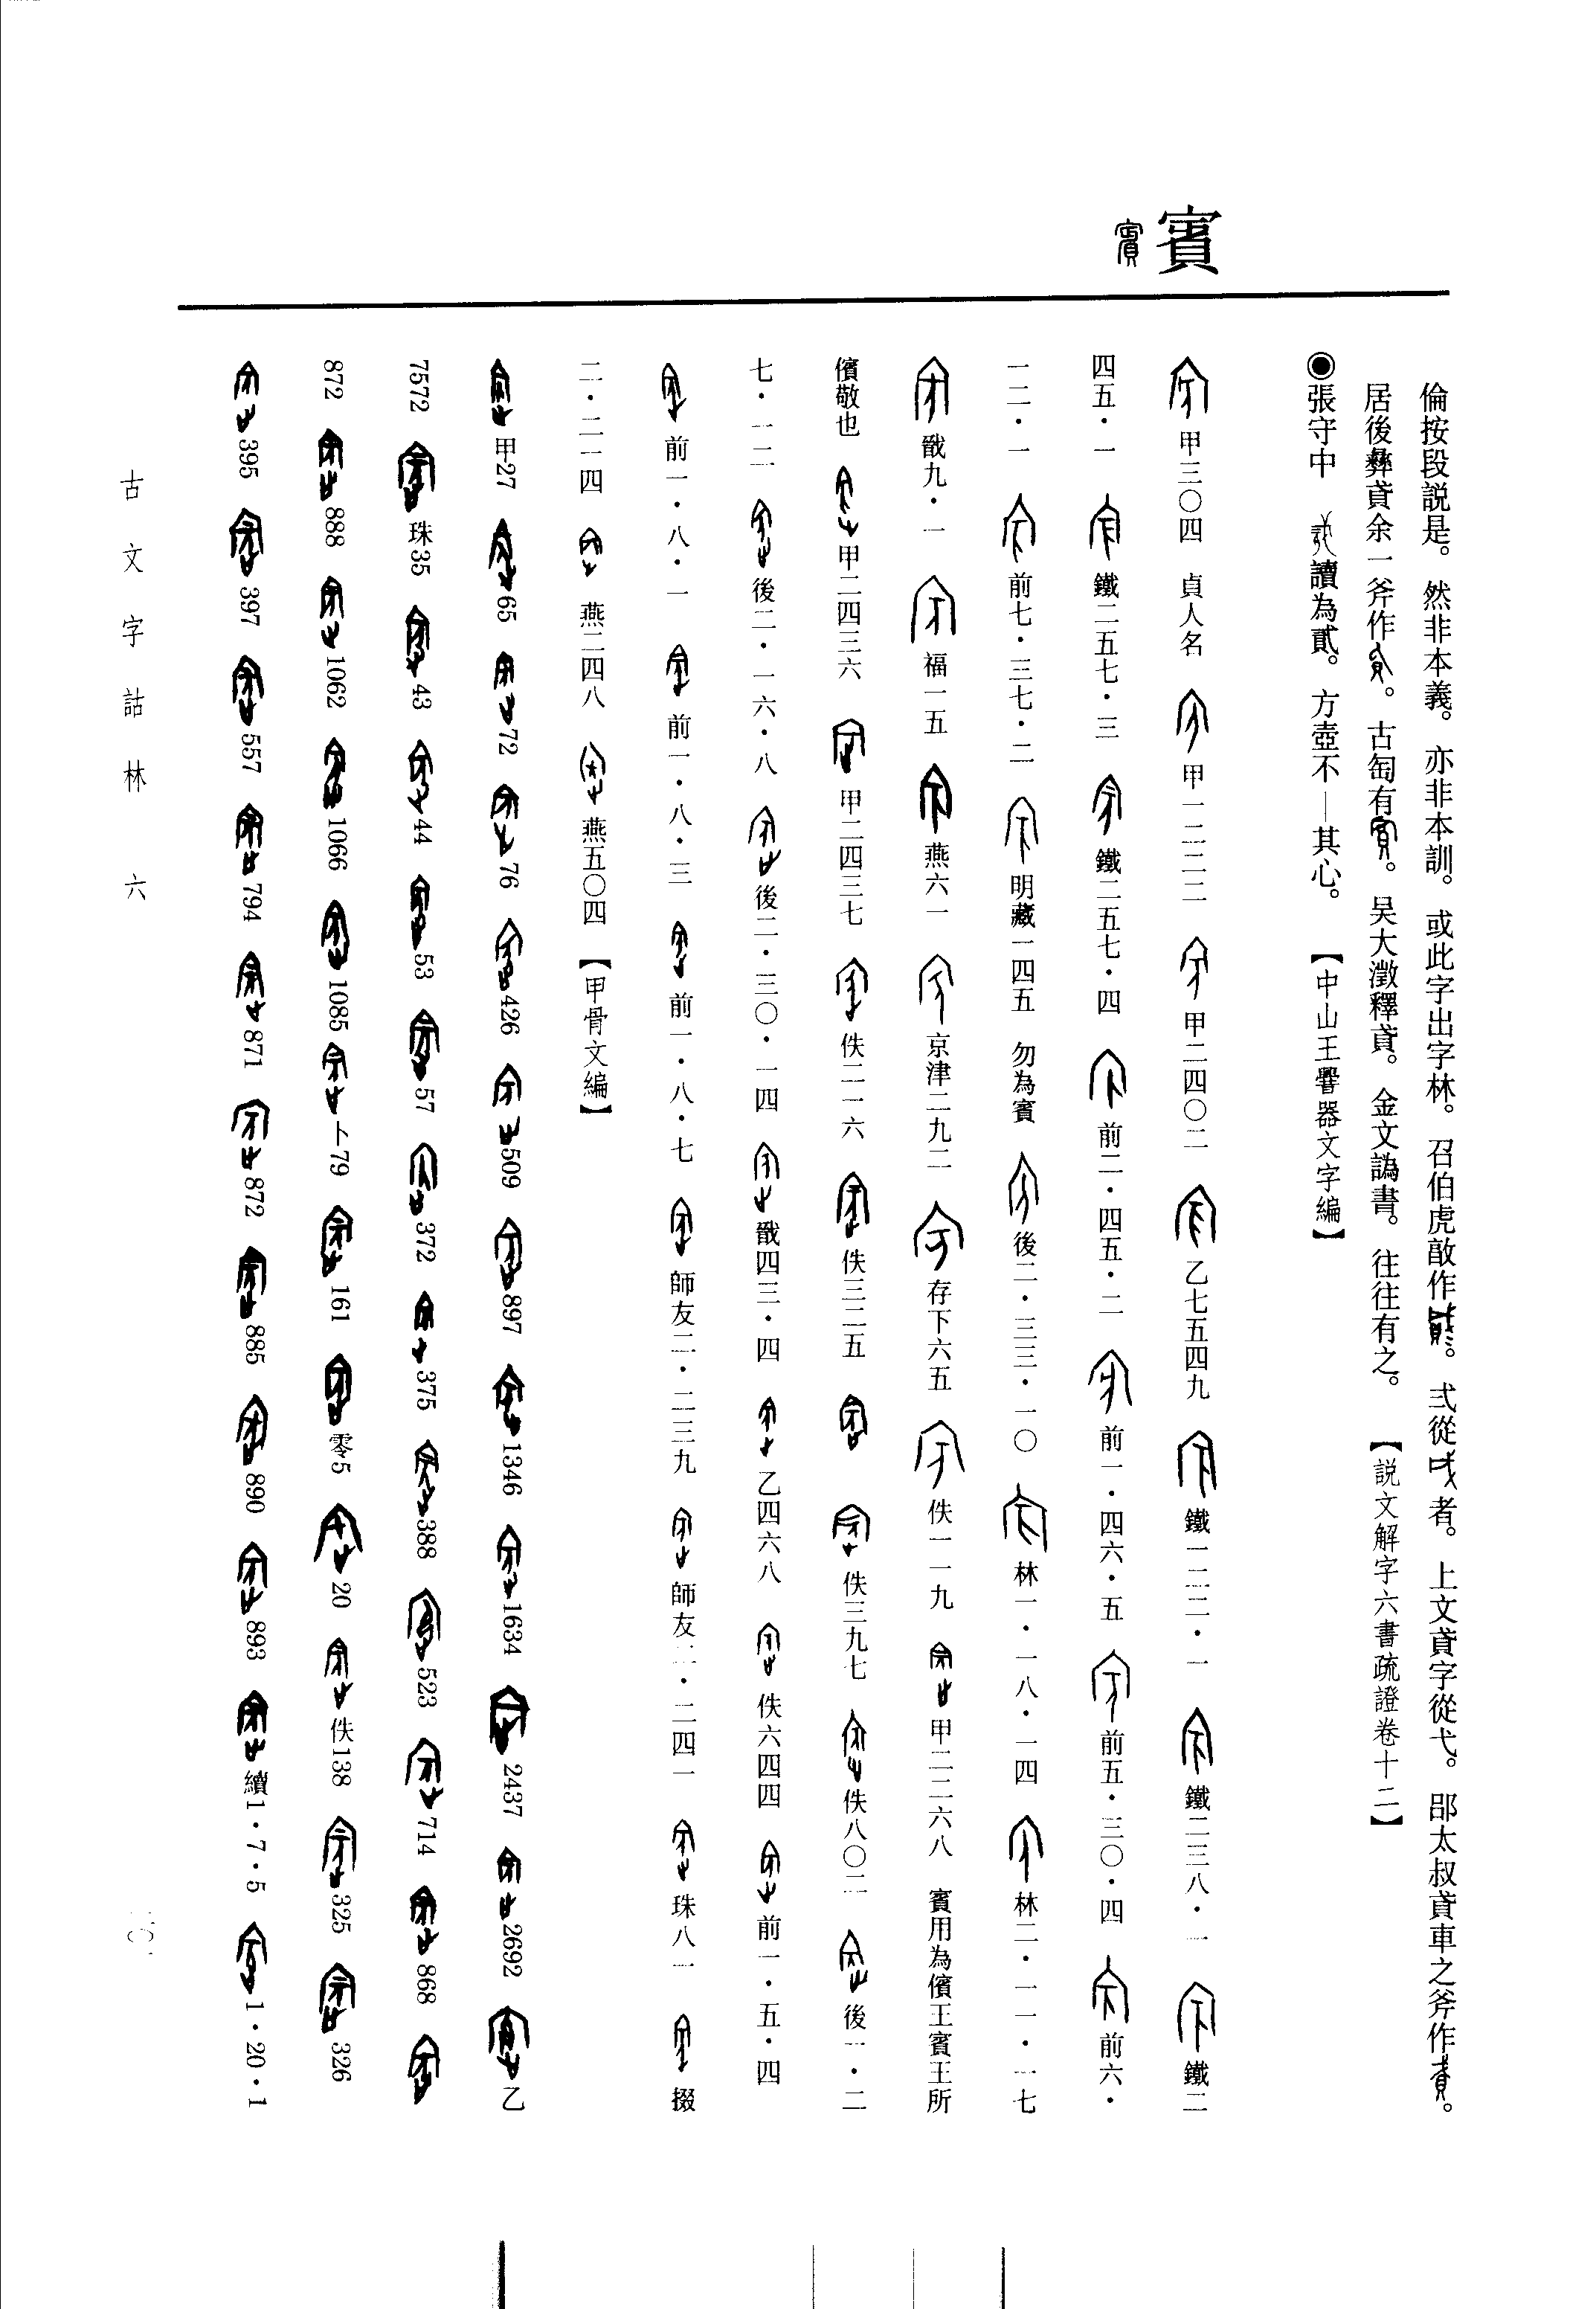 賓 賓
倫按段説是。然非本義。亦非本訓。或此字出字林。召伯虎敢作。弍從者。上文貣字從弋。郘太叔貣車之斧作。
居後彝貣余一斧作。古匋有。吴大澂釋貣。金文譌書。往往有之。【説文解字六書疏證卷十二】
◉張守中 讀為貳。方壺不—其心。【中山王𰯼器文字編】
甲三〇四 貞人名 甲一二二二 甲二四〇二 乙七五四九 鐵一二二·一 鐵二三八·一 鐵二
四五·一 鐵二五七·三 鐵二五七·四 前二·四五·二 前一·四六·五 前五·三〇·四 前六·
一二·一 前七·三七·二 明藏一四五 勿為賓 後二·三三·一〇 林一·一八·一四 林二·一一·一七
戩九·一 福一五 燕六一 京津二九二 存下六五 佚一一九 甲二二六八 賓用為儐王賓王所
儐敬也 甲二四三六 甲二四三七 佚二一六 佚三二五 佚三九七 佚八〇二 後一·二
七·一二 後二·一六·八 後二·三〇·一四 戩四三·四 乙四六八 佚六四四 前一·五·四
前一·八·一 前一·八·三 前一·八·七 師友二·二三九 師友二·二四一 珠八一 掇
二·二一四 燕二四八 燕五〇四 【甲骨文編】
甲27 65 72 76 426 509 897 1346 1634 2437 2692 乙
7572 珠35 43 44 53 57 372 375 388 523 714 868
872 888 1062 1066 1085 卜79 161 零5 20 佚138 325 326
395 397 557 794 871 872 885 890 893 續1·7·5 1·20·1
古文字詁林 六